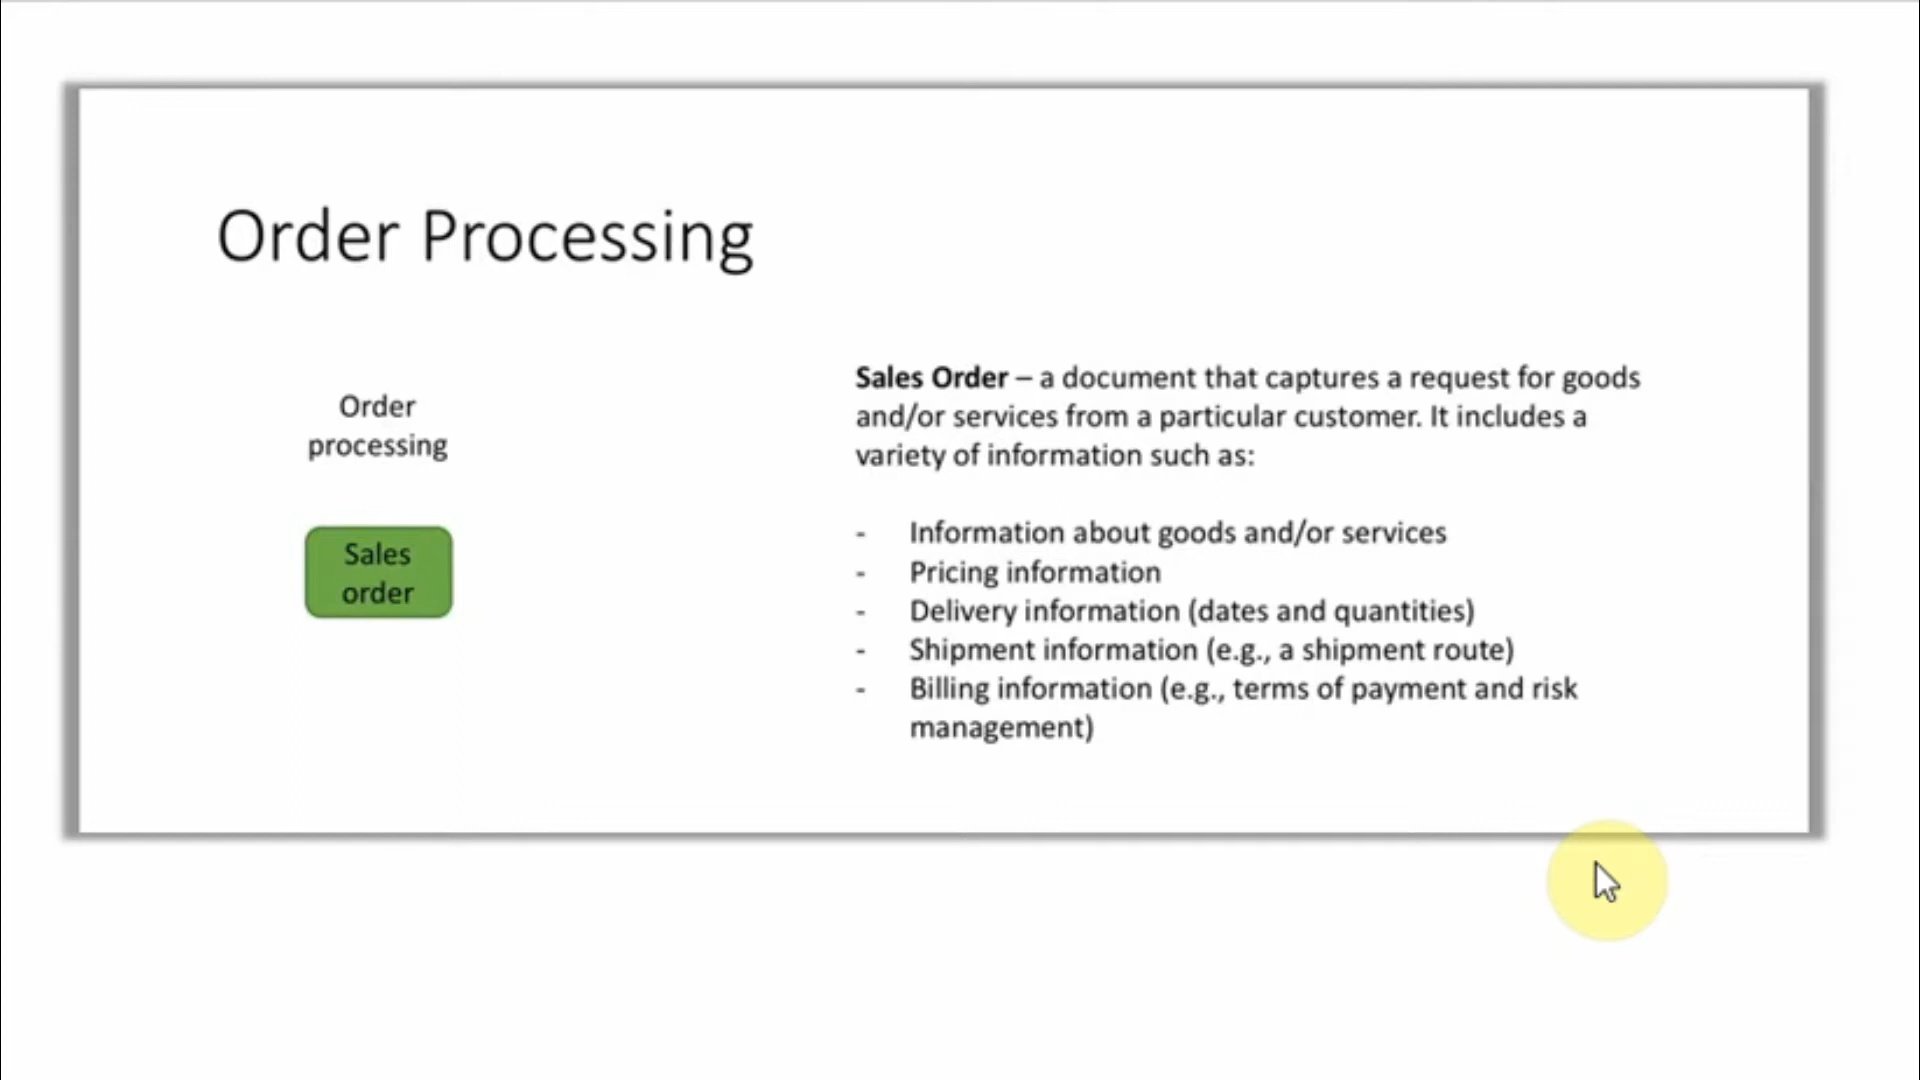 Order Processing
Order
processing
Sales
order
Sales Order – a document that captures a request for goods
and/or services from a particular customer. It includes a
variety of information such as:
- Information about goods and/or services
- Pricing information
- Delivery information (dates and quantities)
- Shipment information (e.g., a shipment route)
- Billing information (e.g., terms of payment and risk
management)